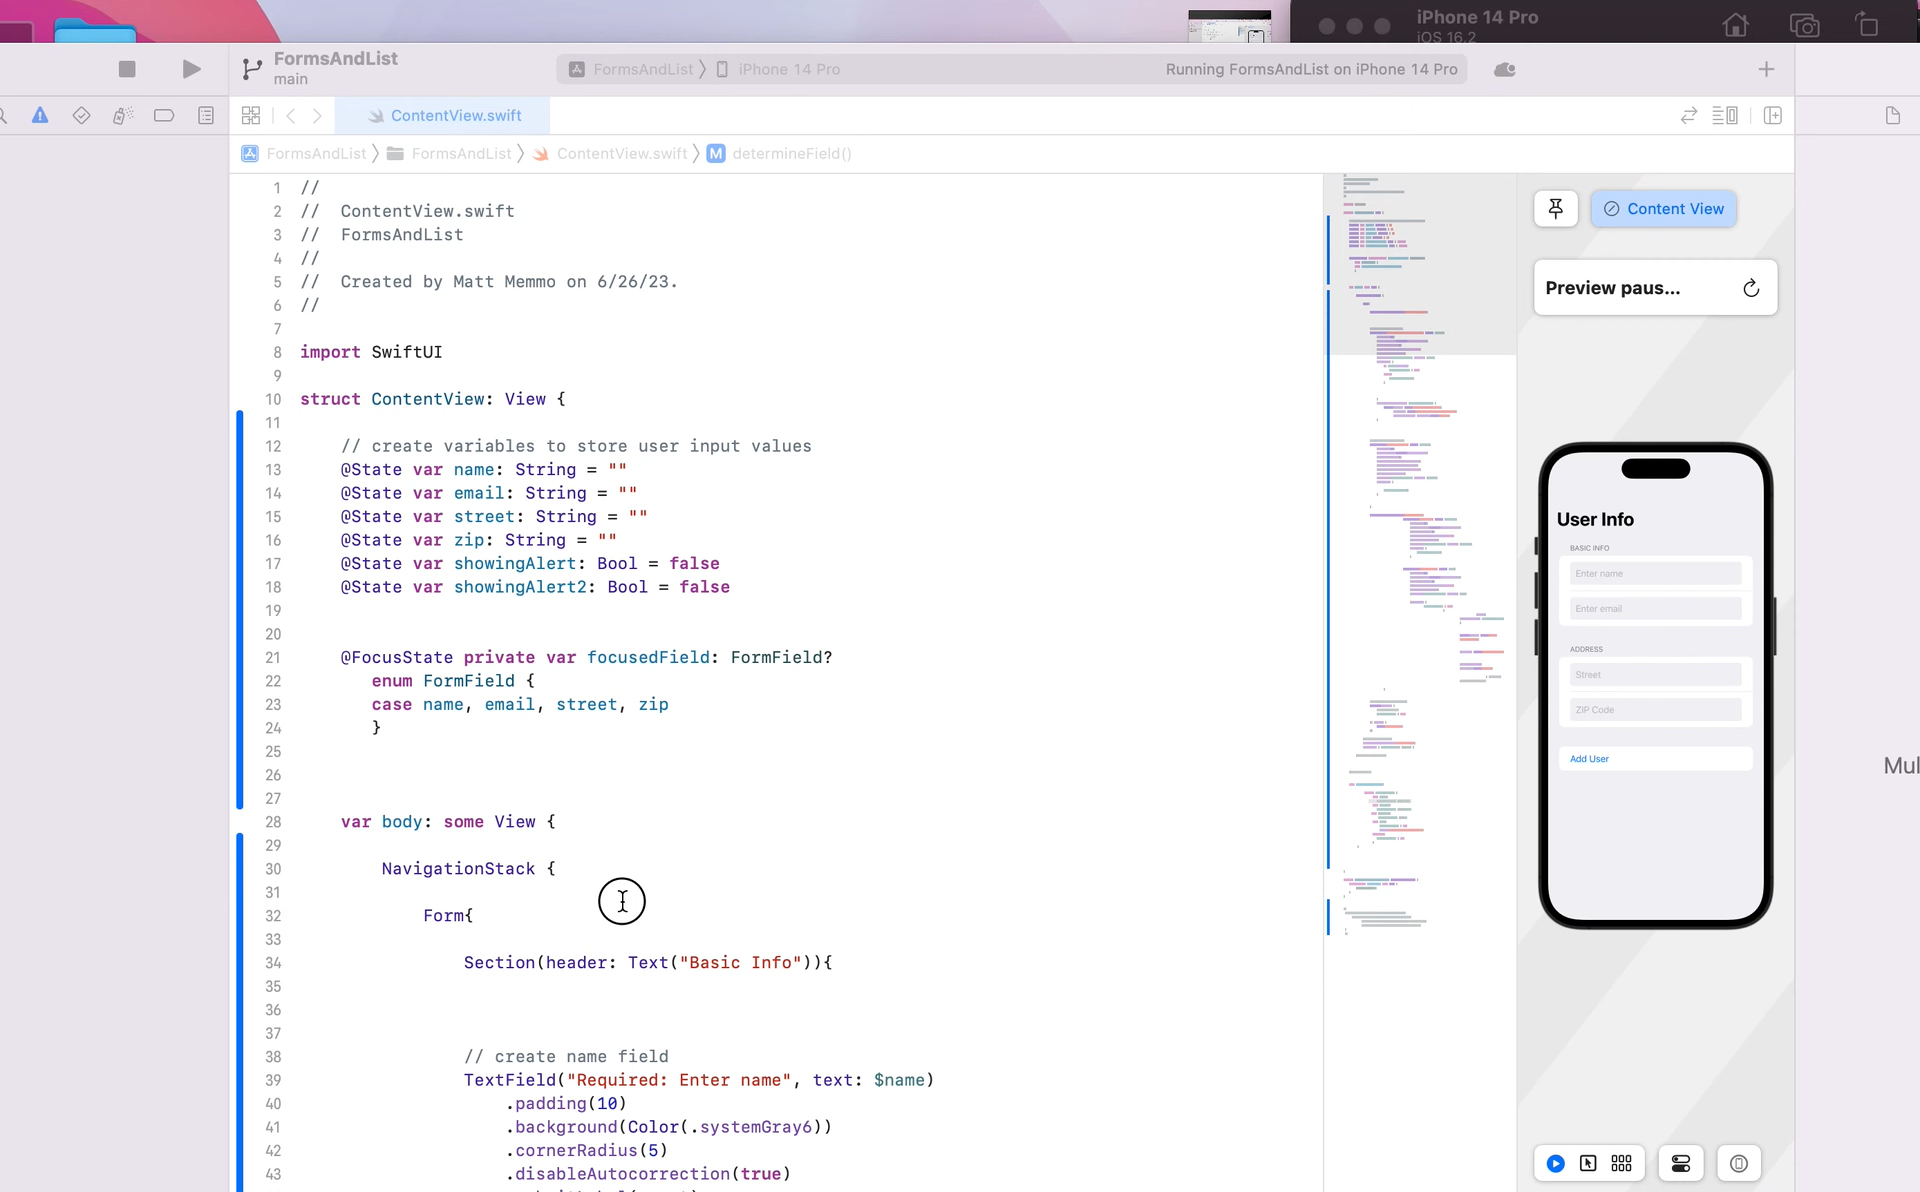 iPhone 14 Pro
iOS 16.2
FormsAndList
main
FormsAndList
iPhone 14 Pro
Running FormsAndList on iPhone 14 Pro
ContentView.swift
FormsAndList
FormsAndList
ContentView.swift
M
determineField()
1 //
2 //  ContentView.swift
3 //  FormsAndList
4 //
5 //  Created by Matt Memmo on 6/26/23.
6 //
7
8 import SwiftUI
9
10 struct ContentView: View {
11
12 // create variables to store user input values
13 @State var name: String = ""
14 @State var email: String = ""
15 @State var street: String = ""
16 @State var zip: String = ""
17 @State var showingAlert: Bool = false
18 @State var showingAlert2: Bool = false
19
20
21 @FocusState private var focusedField: FormField?
22 enum FormField {
23 case name, email, street, zip
24 }
25
26
27
28 var body: some View {
29
30 NavigationStack {
31
32 Form{
33
34 Section(header: Text("Basic Info")){
35
36
37
38 // create name field
39 TextField("Required: Enter name", text: $name)
40 .padding(10)
41 .background(Color(.systemGray6))
42 .cornerRadius(5)
43 .disableAutocorrection(true)
Content View
Preview paus...
User Info
BASIC INFO
Enter name
Enter email
ADDRESS
Street
ZIP Code
Add User
Mul